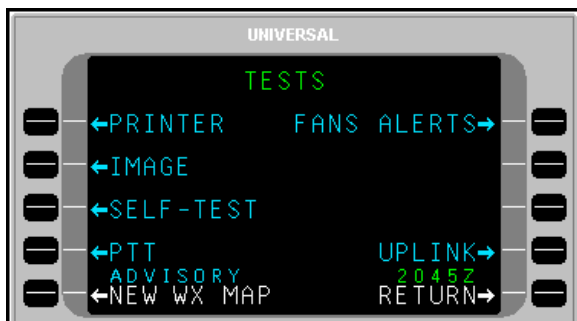 UNIVERSAL
TESTS
←PRINTER FANS ALERTS→
←IMAGE
←SELF-TEST
←PTT UPLINK→
ADVISORY 2045Z
←NEW WX MAP RETURN→